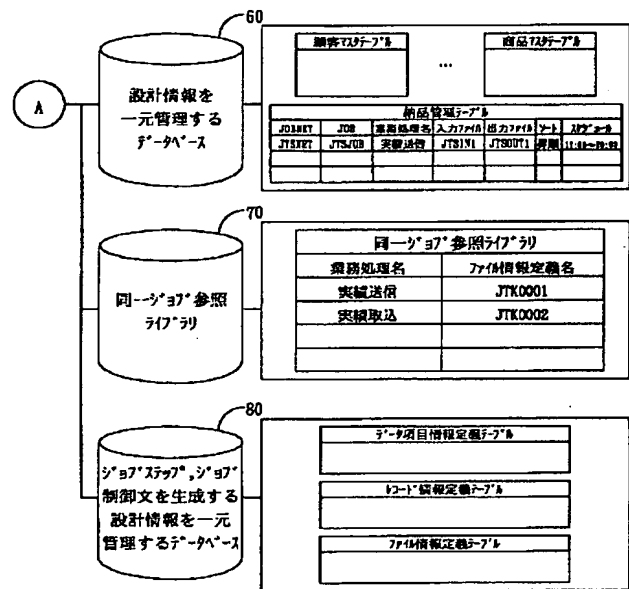 60
顧客マスタテーブル
…
商品マスタテーブル
A
設計情報を
一元管理する
データベース
納品管理テーブル
JOBNET JOB 業務処理名 入力ファイル 出力ファイル ソート スケジュール
JTSNET JTSJOB 実績送信 JTSIN1 JTSOUT1 昇順
70
同一ジョブ参照
ライブラリ
同一ジョブ参照ライブラリ
業務処理名 ファイル情報定義名
実績送信 JTK0001
実績取込 JTK0002
80
ジョブステップ,ジョブ
制御文を生成する
設計情報を一元
管理するデータベース
データ項目情報定義テーブル
レコード情報定義テーブル
ファイル情報定義テーブル